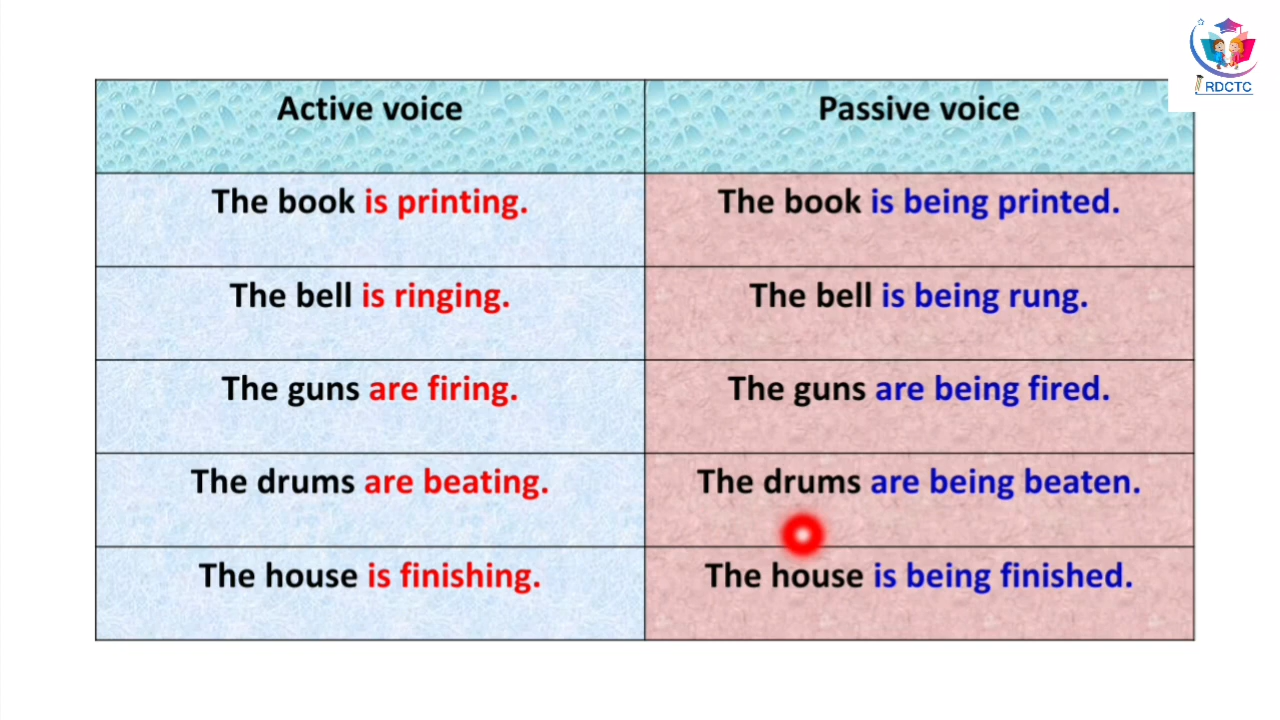 RDCTC
Active voice
Passive voice
The book is printing.
The book is being printed.
The bell is ringing.
The bell is being rung.
The guns are firing.
The guns are being fired.
The drums are beating.
The drums are being beaten.
The house is finishing.
The house is being finished.